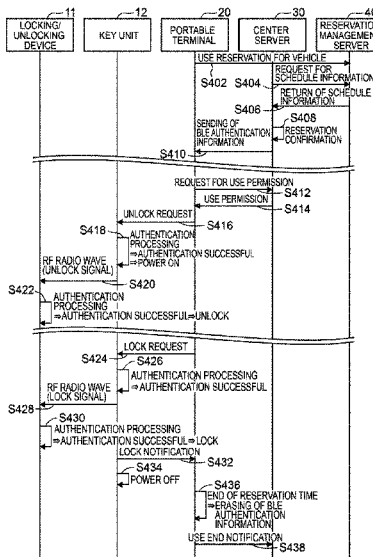 11
12
20
30
40
LOCKING/
UNLOCKING
DEVICE
KEY UNIT
PORTABLE
TERMINAL
CENTER
SERVER
RESERVATION
MANAGEMENT
SERVER
USE RESERVATION FOR VEHICLE
S402
REQUEST FOR
SCHEDULE INFORMATION
S404
RETURN OF SCHEDULE
INFORMATION
S406
S408
RESERVATION
CONFIRMATION
SENDING OF
BLE AUTHENTICATION
INFORMATION
S410
REQUEST FOR USE PERMISSION
S412
USE PERMISSION
S414
UNLOCK REQUEST
S416
S418
AUTHENTICATION
PROCESSING
⇒AUTHENTICATION SUCCESSFUL
⇒POWER ON
RF RADIO WAVE
(UNLOCK SIGNAL)
S420
S422
AUTHENTICATION
PROCESSING
⇒AUTHENTICATION SUCCESSFUL⇒UNLOCK
LOCK REQUEST
S424
S426
AUTHENTICATION PROCESSING
⇒AUTHENTICATION SUCCESSFUL
RF RADIO WAVE
(LOCK SIGNAL)
S428
S430
AUTHENTICATION PROCESSING
⇒AUTHENTICATION SUCCESSFUL⇒LOCK
LOCK NOTIFICATION
S432
S434
POWER OFF
S436
END OF RESERVATION TIME
⇒ERASING OF BLE
AUTHENTICATION
INFORMATION
USE END NOTIFICATION
S438